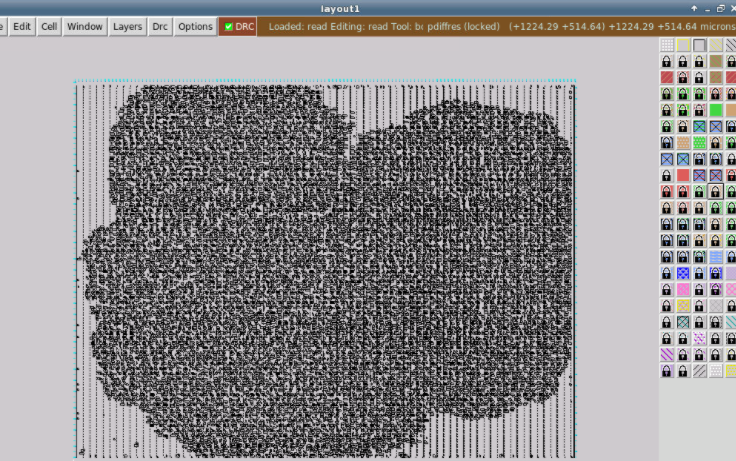 layout1
Edit Cell Window Layers Drc Options DRC Loaded: read Editing: read Tool: box pdiffres (locked) (+1224.29 +514.64) +1224.29 +514.64 microns